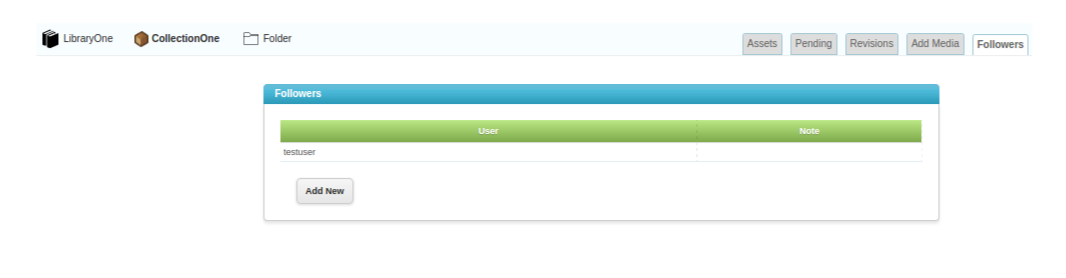 LibraryOne CollectionOne Folder
Assets Pending Revisions Add Media Followers
Followers
User Note
testuser
Add New